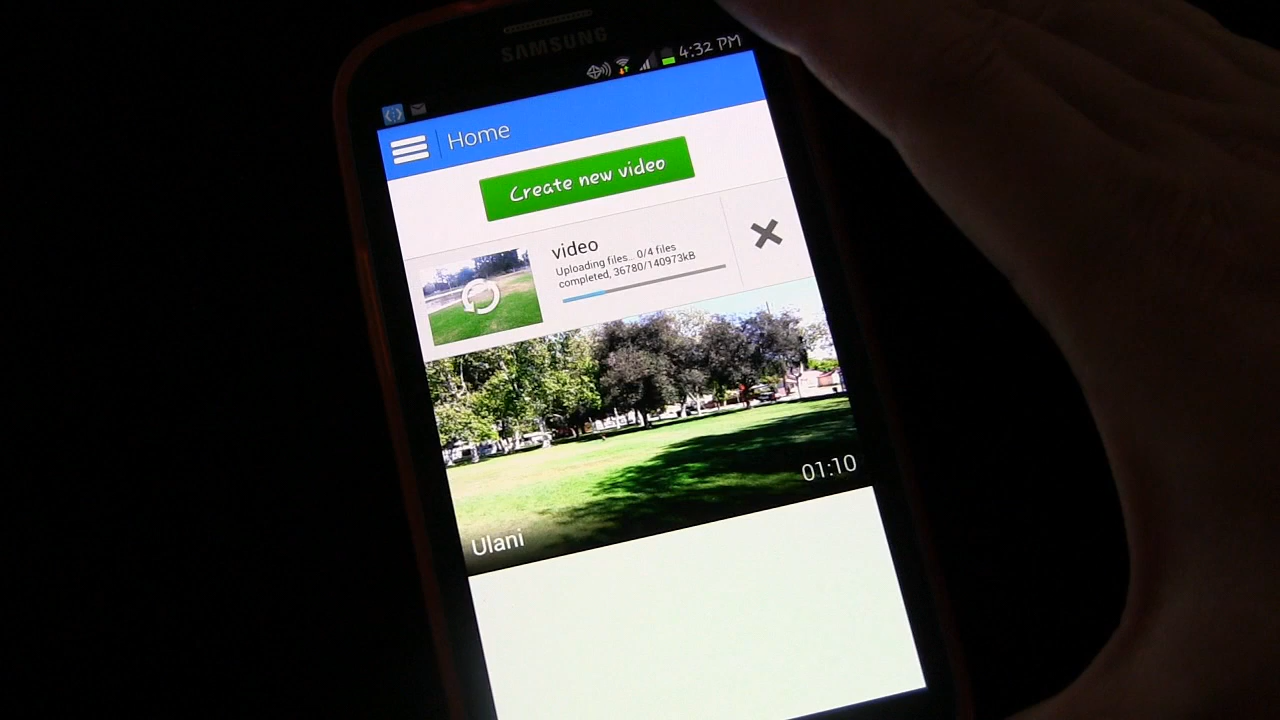 SAMSUNG
4:32 PM
Home
Create new video
video
Uploading files.. 0/4 files
completed, 36780/140973kB
01:10
Ulani